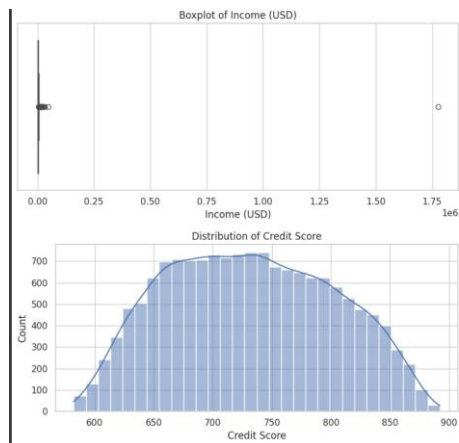 Boxplot of Income (USD)
0.00 0.25 0.50 0.75 1.00 1.25 1.50 1.75
1e6
Income (USD)
Distribution of Credit Score
700
600
500
400
300
200
100
0
Count
600 650 700 750 800 850 900
Credit Score